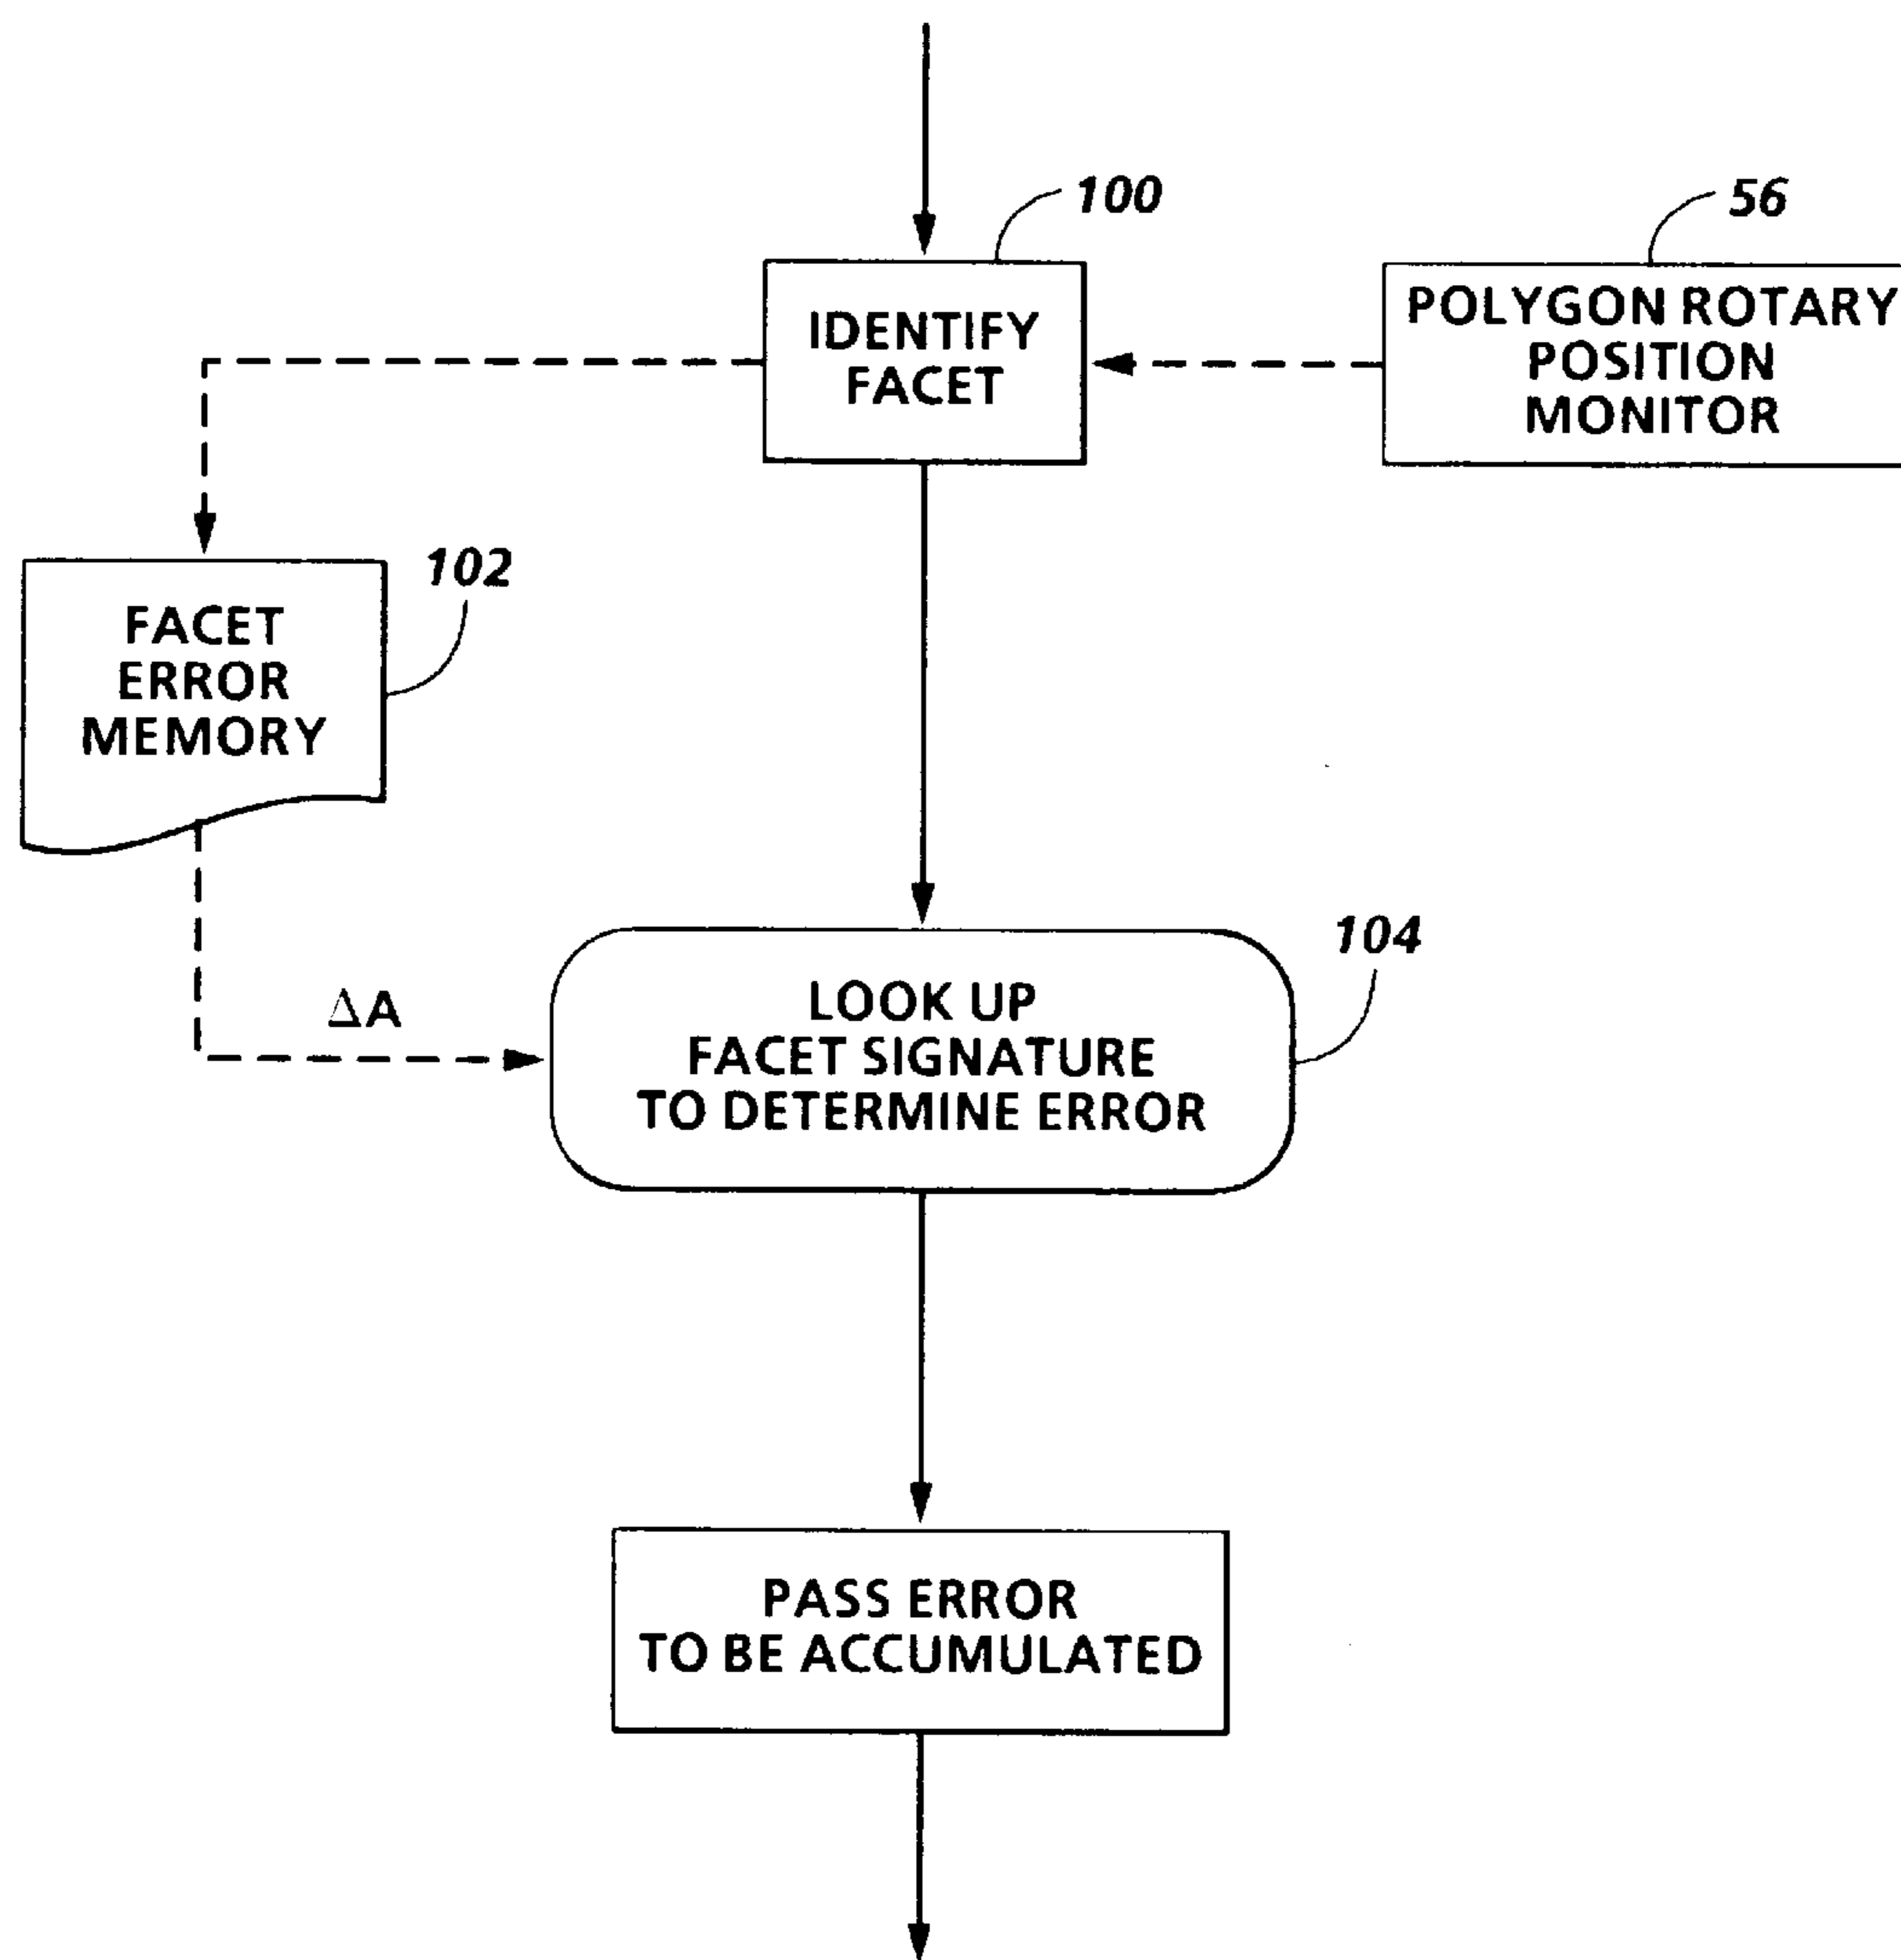 100
56
IDENTIFY
FACET
POLYGON ROTARY
POSITION
MONITOR
102
FACET
ERROR
MEMORY
104
ΔA
LOOK UP
FACET SIGNATURE
TO DETERMINE ERROR
PASS ERROR
TO BE ACCUMULATED